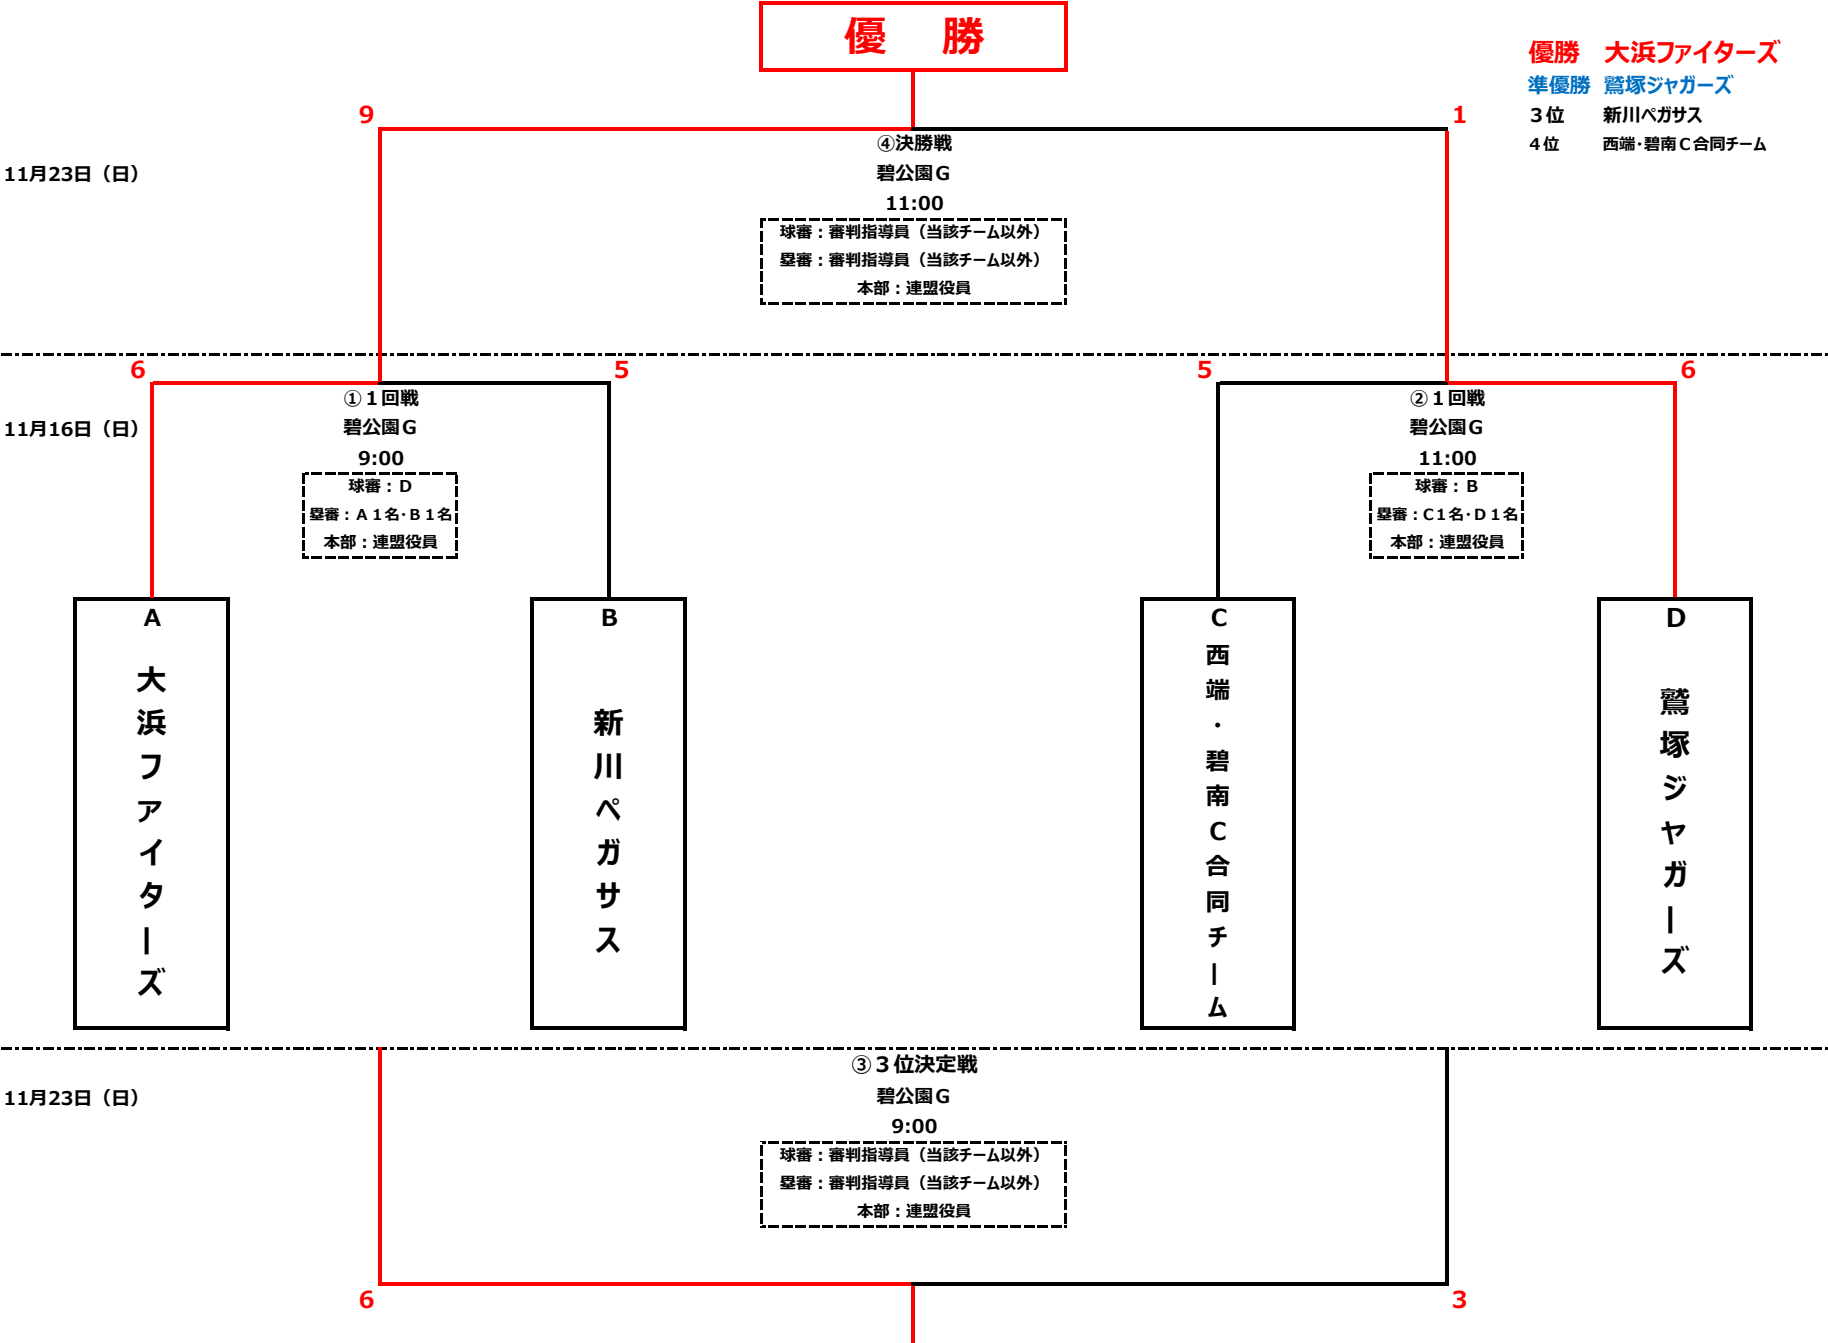 優　勝
優勝　大浜ファイターズ
準優勝 鷲塚ジャガーズ
３位　新川ペガサス
４位　西端・碧南Ｃ合同チーム
9
1
④決勝戦
11月23日（日）
碧公園Ｇ
11:00
球審：審判指導員（当該チーム以外）
塁審：審判指導員（当該チーム以外）
本部：連盟役員
6
5
5
6
①１回戦
②１回戦
11月16日（日）
碧公園Ｇ
碧公園Ｇ
9:00
11:00
球審：Ｄ
塁審：Ａ１名・Ｂ１名
本部：連盟役員
球審：Ｂ
塁審：Ｃ１名・Ｄ１名
本部：連盟役員
A
大浜ファイターズ
B
新川ペガサス
C
西端・碧南Ｃ合同チーム
D
鷲塚ジャガーズ
③３位決定戦
11月23日（日）
碧公園Ｇ
9:00
球審：審判指導員（当該チーム以外）
塁審：審判指導員（当該チーム以外）
本部：連盟役員
6
3